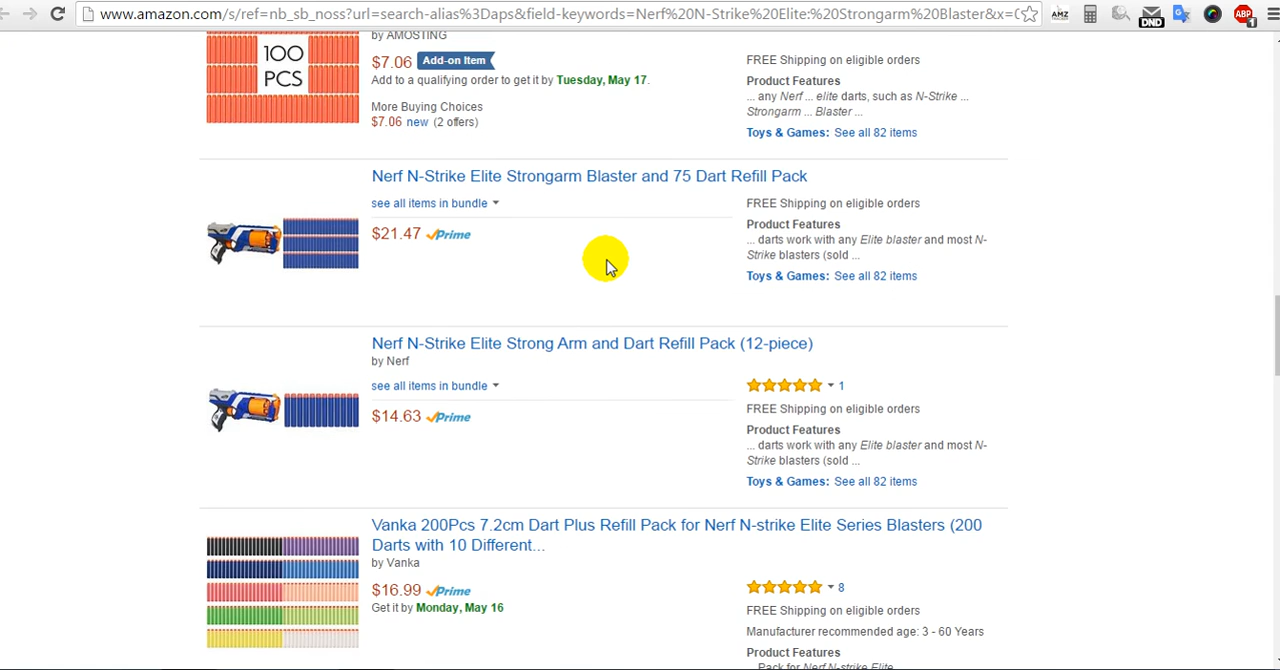 www.amazon.com/s/ref=nb_sb_noss?url=search-alias%3Daps&field-keywords=Nerf%20N-Strike%20Elite:%20Strongarm%20Blaster&x=0
AMZ
DND
ABP
1
100
PCS
by AMOSTING
$7.06 Add-on Item
Add to a qualifying order to get it by Tuesday, May 17.
More Buying Choices
$7.06 new (2 offers)
FREE Shipping on eligible orders
Product Features
... any Nerf ... elite darts, such as N-Strike ...
Strongarm ... Blaster ...
Toys & Games: See all 82 items
Nerf N-Strike Elite Strongarm Blaster and 75 Dart Refill Pack
see all items in bundle
$21.47 Prime
FREE Shipping on eligible orders
Product Features
... darts work with any Elite blaster and most N-
Strike blasters (sold ...
Toys & Games: See all 82 items
Nerf N-Strike Elite Strong Arm and Dart Refill Pack (12-piece)
by Nerf
see all items in bundle
$14.63 Prime
1
FREE Shipping on eligible orders
Product Features
... darts work with any Elite blaster and most N-
Strike blasters (sold ...
Toys & Games: See all 82 items
Vanka 200Pcs 7.2cm Dart Plus Refill Pack for Nerf N-strike Elite Series Blasters (200
Darts with 10 Different...
by Vanka
$16.99 Prime
Get it by Monday, May 16
8
FREE Shipping on eligible orders
Manufacturer recommended age: 3 - 60 Years
Product Features
Pack for Nerf N-strike Elite